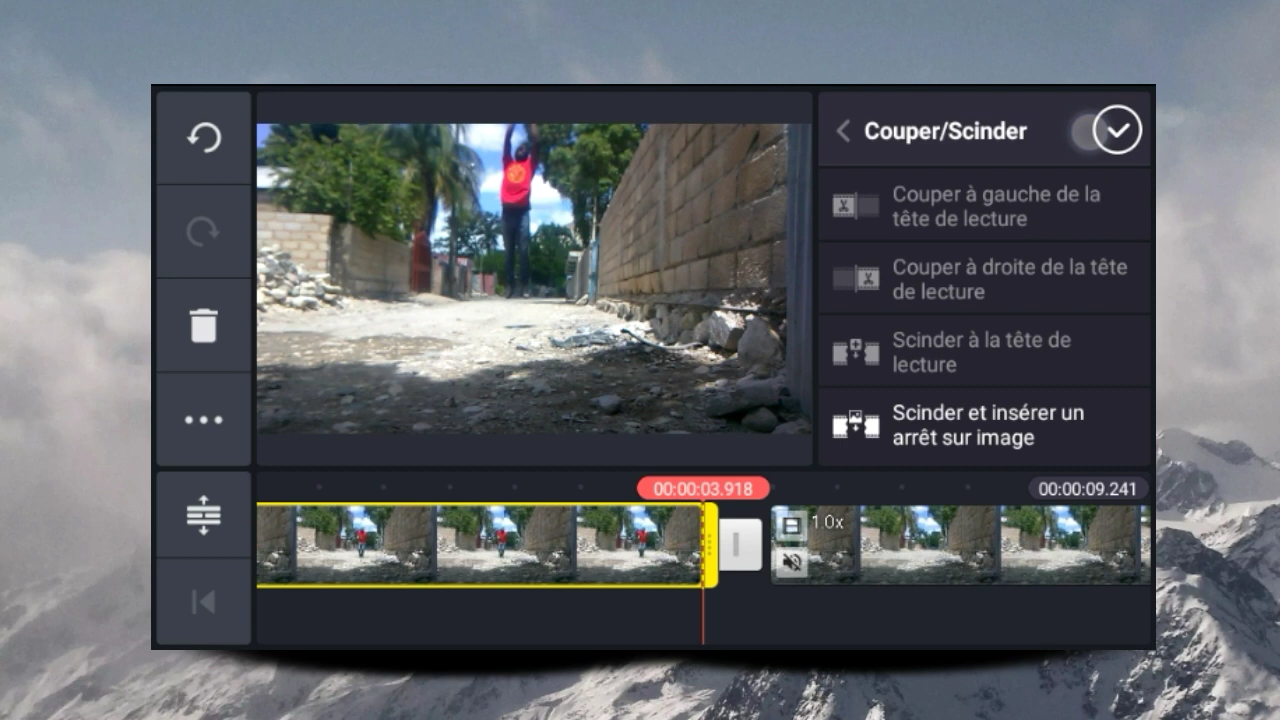 Couper/Scinder
Couper à gauche de la
tête de lecture
Couper à droite de la tête
de lecture
Scinder à la tête de
lecture
Scinder et insérer un
arrêt sur image
00:00:03.918
00:00:09.241
1.0x